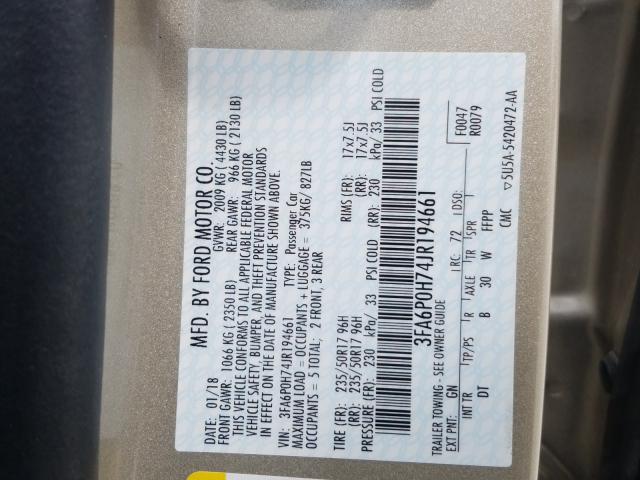 MFD. BY FORD MOTOR CO.
DATE: 01/18 GVWR: 2009 KG ( 4430 LB)
FRONT GAWR: 1066 KG ( 2350 LB) REAR GAWR: 966 KG ( 2130 LB)
THIS VEHICLE CONFORMS TO ALL APPLICABLE FEDERAL MOTOR
VEHICLE SAFETY, BUMPER, AND THEFT PREVENTION STANDARDS
IN EFFECT ON THE DATE OF MANUFACTURE SHOWN ABOVE.
VIN: 3FA6P0H74JR194661 TYPE: Passenger Car
MAXIMUM LOAD = OCCUPANTS + LUGGAGE = 375KG/ 827LB
OCCUPANTS = 5 TOTAL; 2 FRONT, 3 REAR
TIRE (FR): 235/50R17 96H RIMS (FR): 17x7.5J
(RR): 235/50R17 96H (RR): 17x7.5J
PRESSURE (FR): 230 kPa/ 33 PSI COLD (RR): 230 kPa/ 33 PSI COLD
3FA6P0H74JR194661
TRAILER TOWING - SEE OWNER GUIDE
EXT PNT: GN RC: 72 DSO: F0047
R0079
INT TR TP/PS R AXLE TR SPR
DT B 30 W FFPP
CMC ▽5U5A-5420472-AA